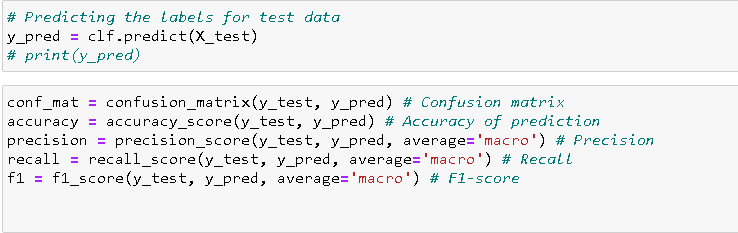 # Predicting the labels for test data
y_pred = clf.predict(X_test)
# print(y_pred)
conf_mat = confusion_matrix(y_test, y_pred) # Confusion matrix
accuracy = accuracy_score(y_test, y_pred) # Accuracy of prediction
precision = precision_score(y_test, y_pred, average='macro') # Precision
recall = recall_score(y_test, y_pred, average='macro') # Recall
f1 = f1_score(y_test, y_pred, average='macro') # F1-score